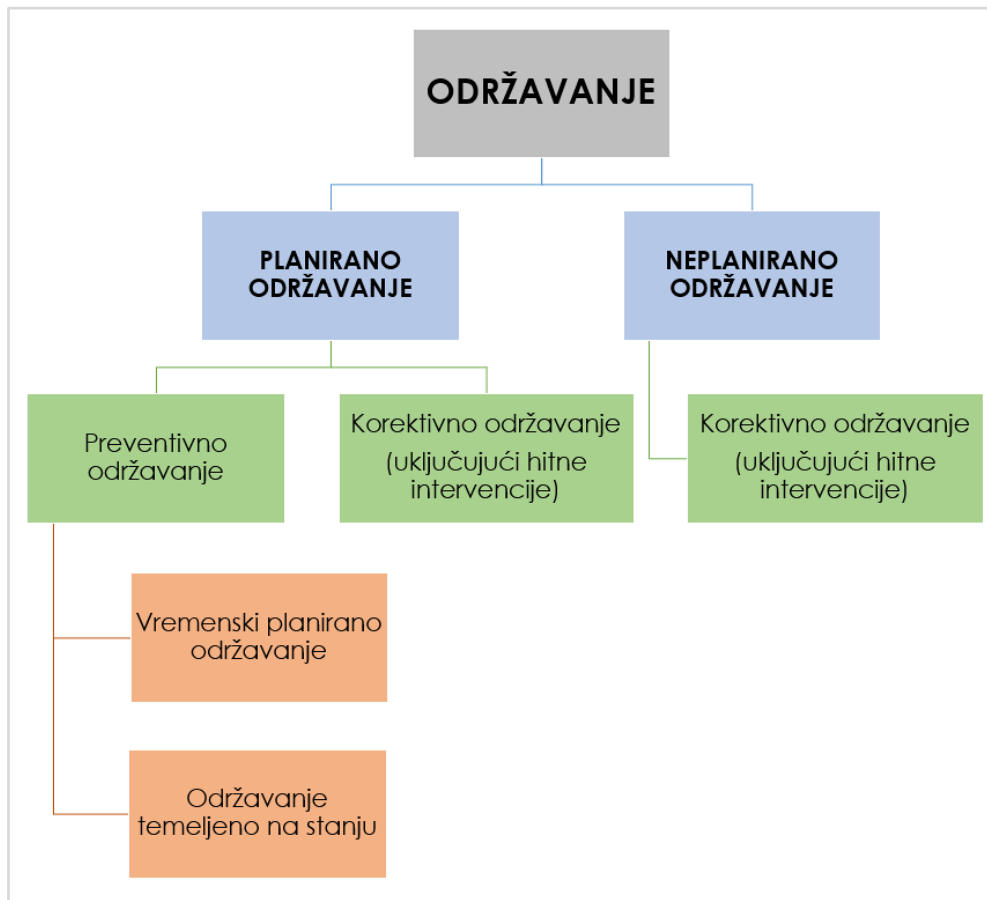 ODRŽAVANJE
PLANIRANO
ODRŽAVANJE
NEPLANIRANO
ODRŽAVANJE
Preventivno
održavanje
Korektivno održavanje
(uključujući hitne
intervencije)
Korektivno održavanje
(uključujući hitne
intervencije)
Vremenski planirano
održavanje
Održavanje
temeljeno na stanju